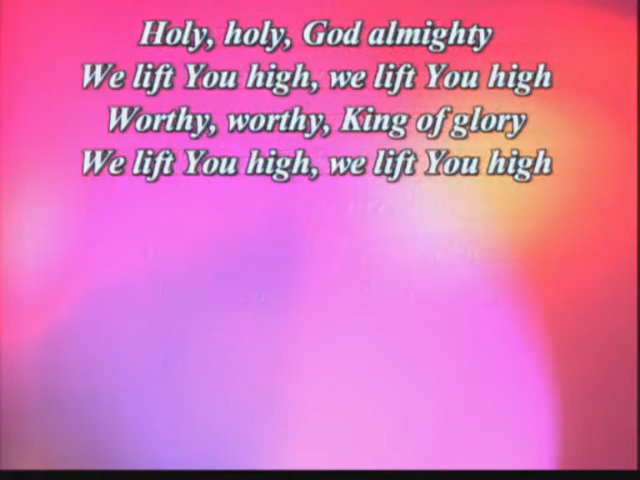 Holy, holy, God almighty
We lift You high, we lift You high
Worthy, worthy, King of glory
We lift You high, we lift You high